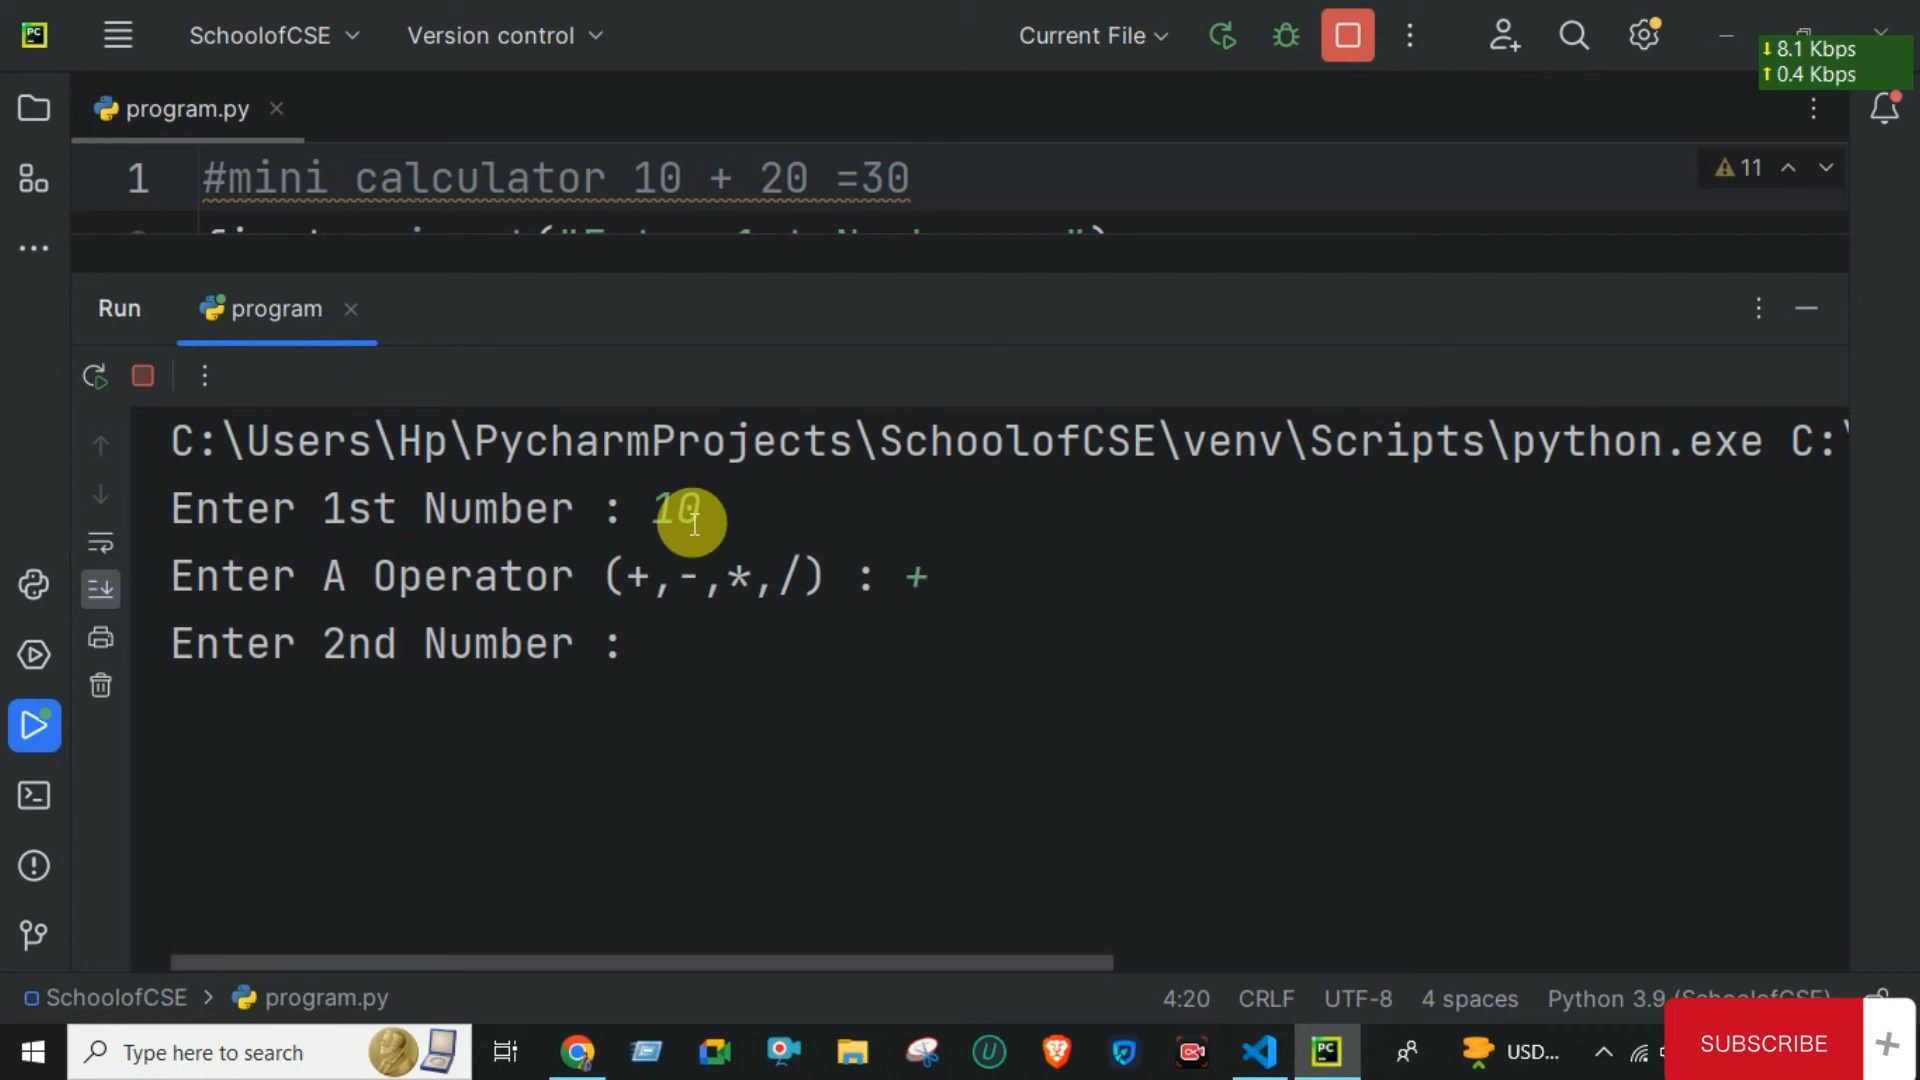 PC SchoolofCSE Version control Current File
↓ 8.1 Kbps
↑ 0.4 Kbps
program.py
1 #mini calculator 10 + 20 =30 11
Run program
C:\Users\Hp\PycharmProjects\SchoolofCSE\venv\Scripts\python.exe C:\
Enter 1st Number : 10
Enter A Operator (+,-,*,/) : +
Enter 2nd Number :
SchoolofCSE > program.py 4:20 CRLF UTF-8 4 spaces Python 3.9 (SchoolofCSE)
Type here to search PC USD... SUBSCRIBE